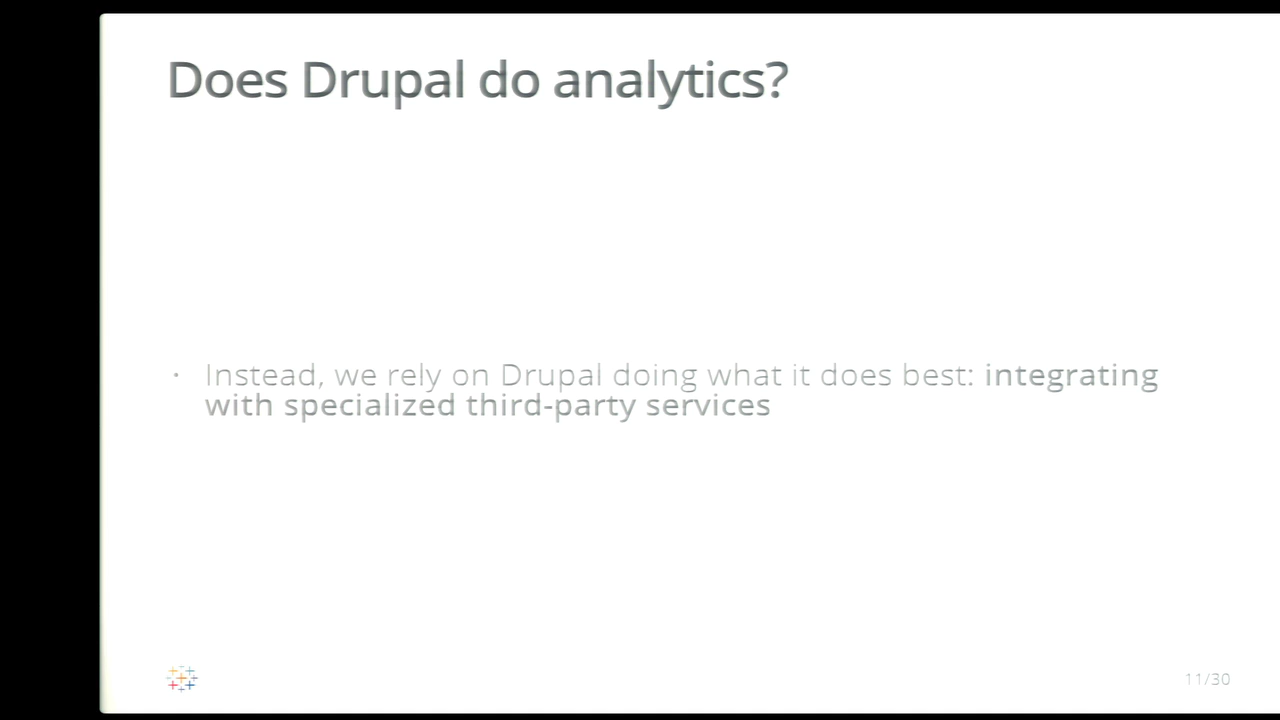 Does Drupal do analytics?
· Instead, we rely on Drupal doing what it does best: integrating
with specialized third-party services
11/30